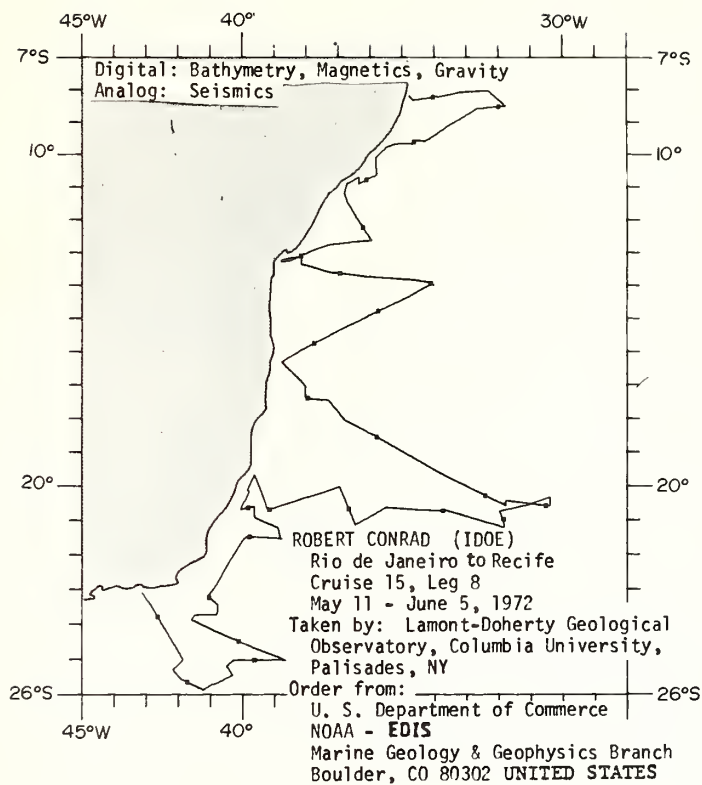 45°W 40° 30°W
7°S 7°S
Digital: Bathymetry, Magnetics, Gravity
Analog: Seismics
10° 10°
20° 20°
ROBERT CONRAD (IDOE)
Rio de Janeiro to Recife
Cruise 15, Leg 8
May 11 - June 5, 1972
Taken by: Lamont-Doherty Geological
Observatory, Columbia University,
Palisades, NY
26°S 26°S
Order from:
U. S. Department of Commerce
45°W 40°
NOAA - EDIS
Marine Geology & Geophysics Branch
Boulder, CO 80302 UNITED STATES